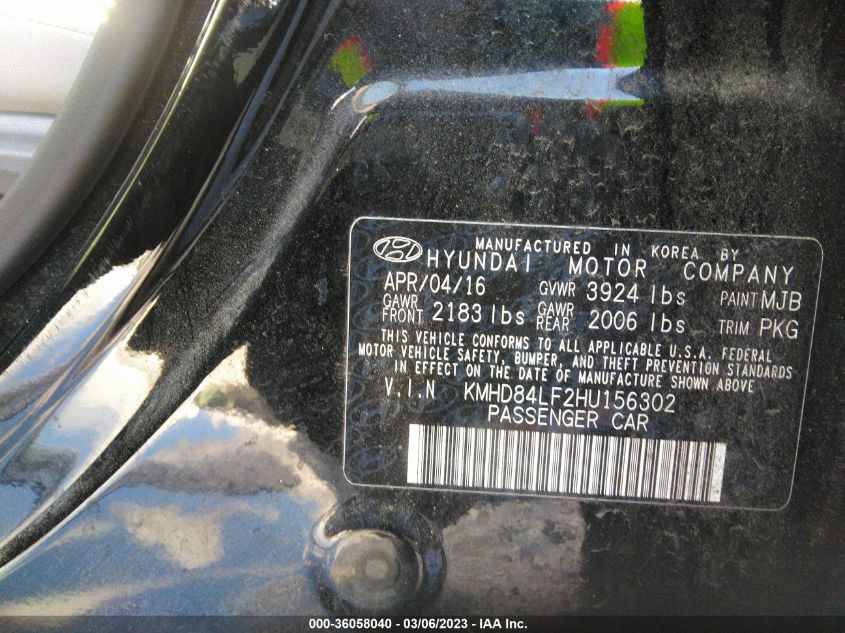 MANUFACTURED IN KOREA BY
HYUNDAI MOTOR COMPANY
APR/04/16 GVWR 3924 lbs PAINT MJB
GAWR FRONT 2183 lbs GAWR REAR 2006 lbs TRIM PKG
THIS VEHICLE CONFORMS TO ALL APPLICABLE U.S.A. FEDERAL
MOTOR VEHICLE SAFETY, BUMPER, AND THEFT PREVENTION STANDARDS
IN EFFECT ON THE DATE OF MANUFACTURE SHOWN ABOVE
V.I.N KMHD84LF2HU156302
PASSENGER CAR
000-36058040 — 03/06/2023 — IAA Inc.